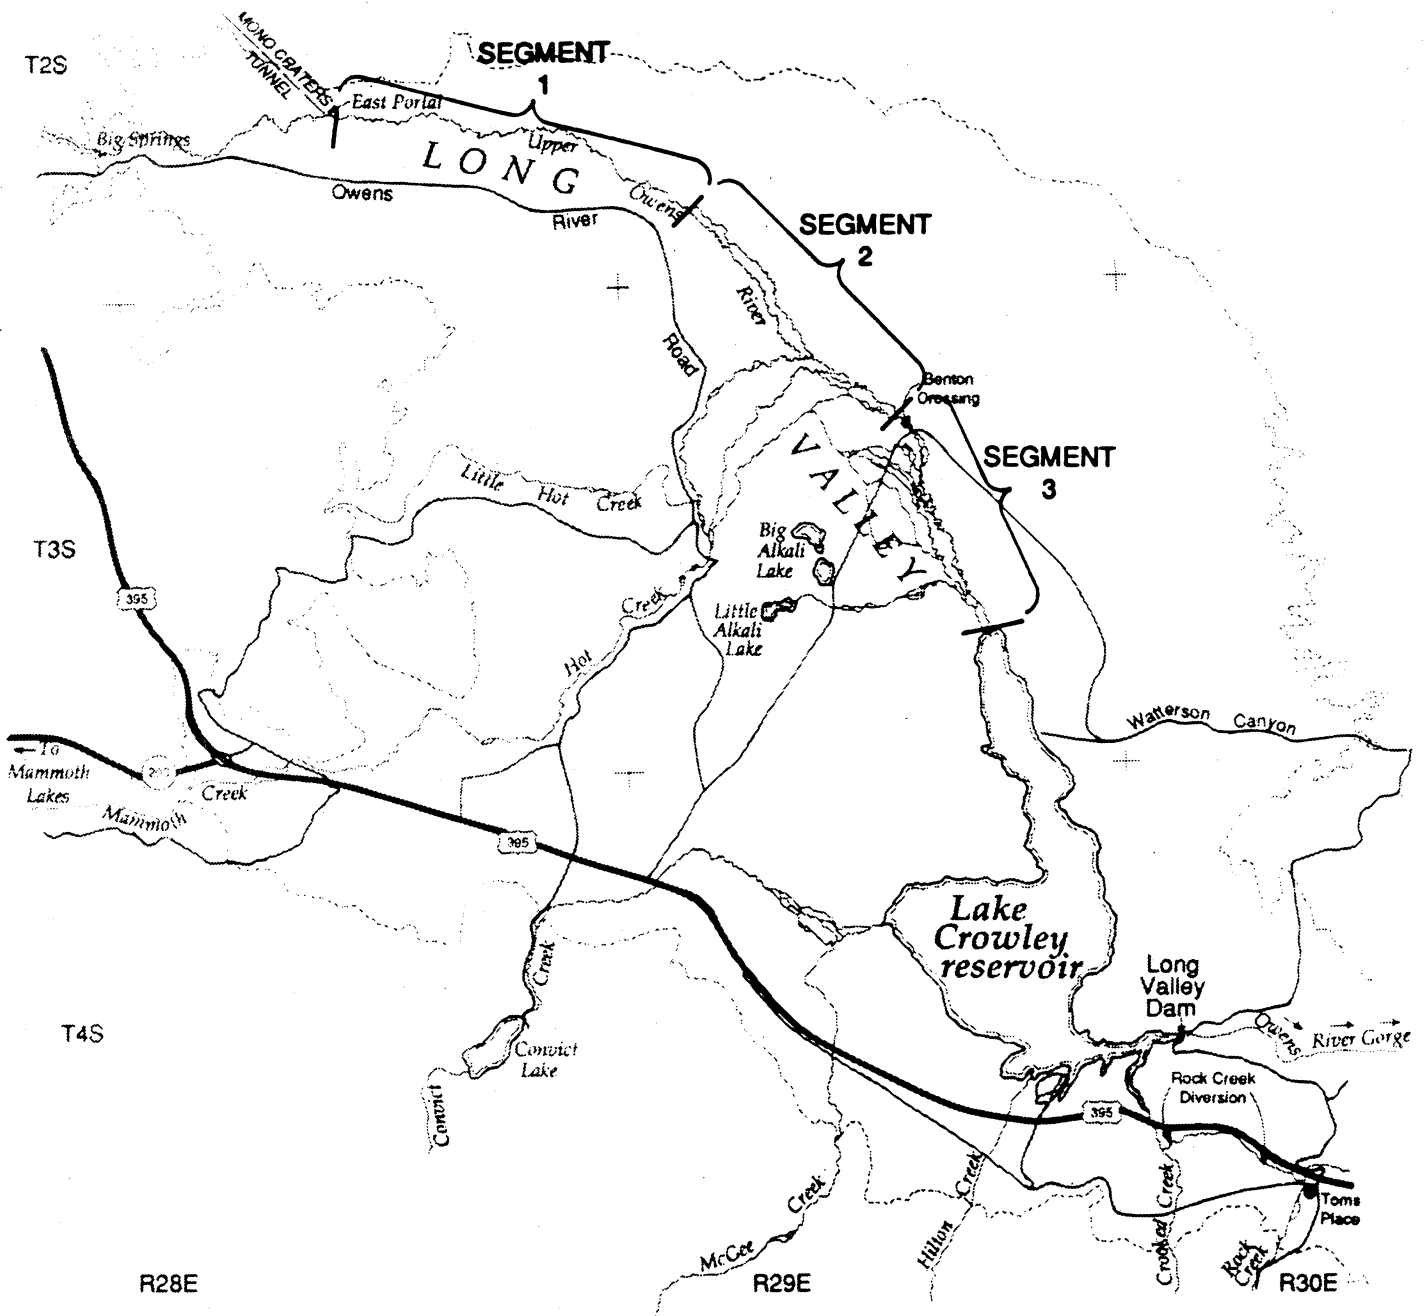 MONO CRATERS
TUNNEL
T2S
SEGMENT
1
East Portal
Big Springs
Upper
LONG
Owens
River
Owens
SEGMENT
2
River
Road
Benton
Crossing
VALLEY
SEGMENT
3
Little Hot Creek
T3S
Big
Alkali
Lake
395
Little
Alkali
Lake
Hot Creek
Watterson Canyon
To
Mammoth
Lakes
203
Mammoth Creek
395
Lake
Crowley
reservoir
Long
Valley
Dam
T4S
Creek
Owens River Gorge
Convict
Lake
Convict
Rock Creek
Diversion
395
McGee Creek
Hilton Creek
Crooked Creek
Rock
Creek
Toms
Place
R28E
R29E
R30E